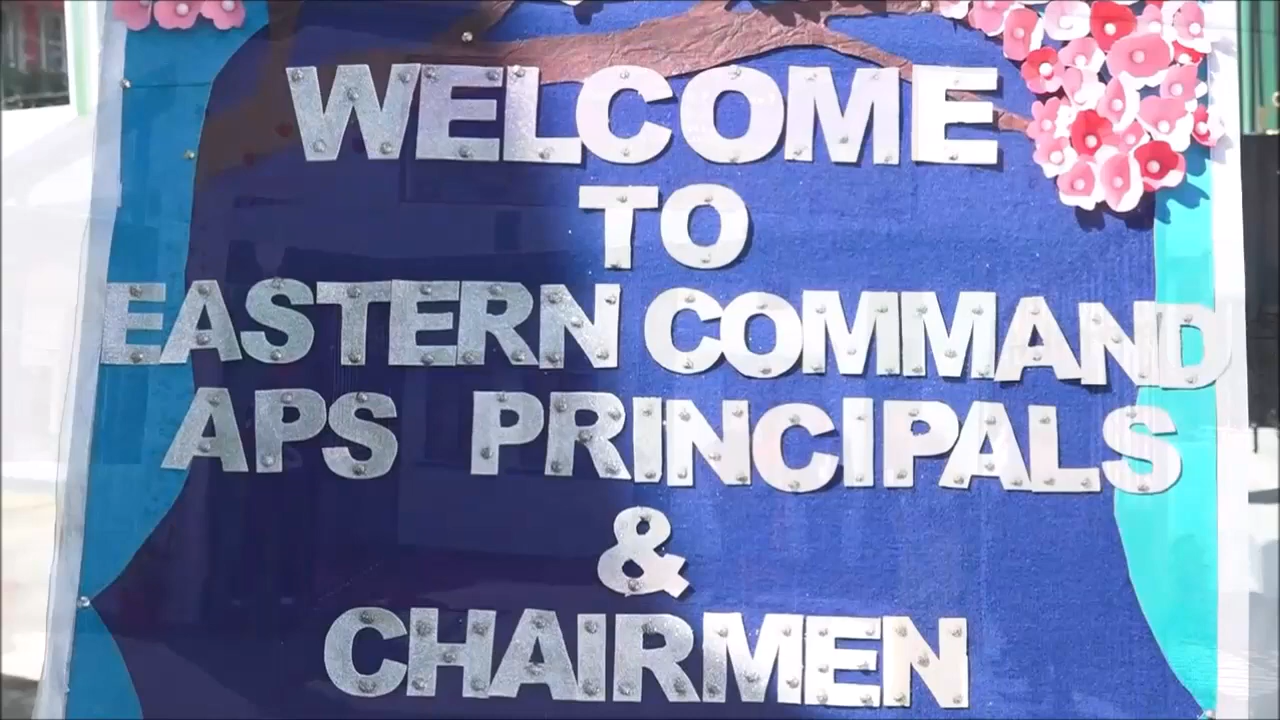 WELCOME
TO
EASTERN COMMAND
APS PRINCIPALS
&
CHAIRMEN